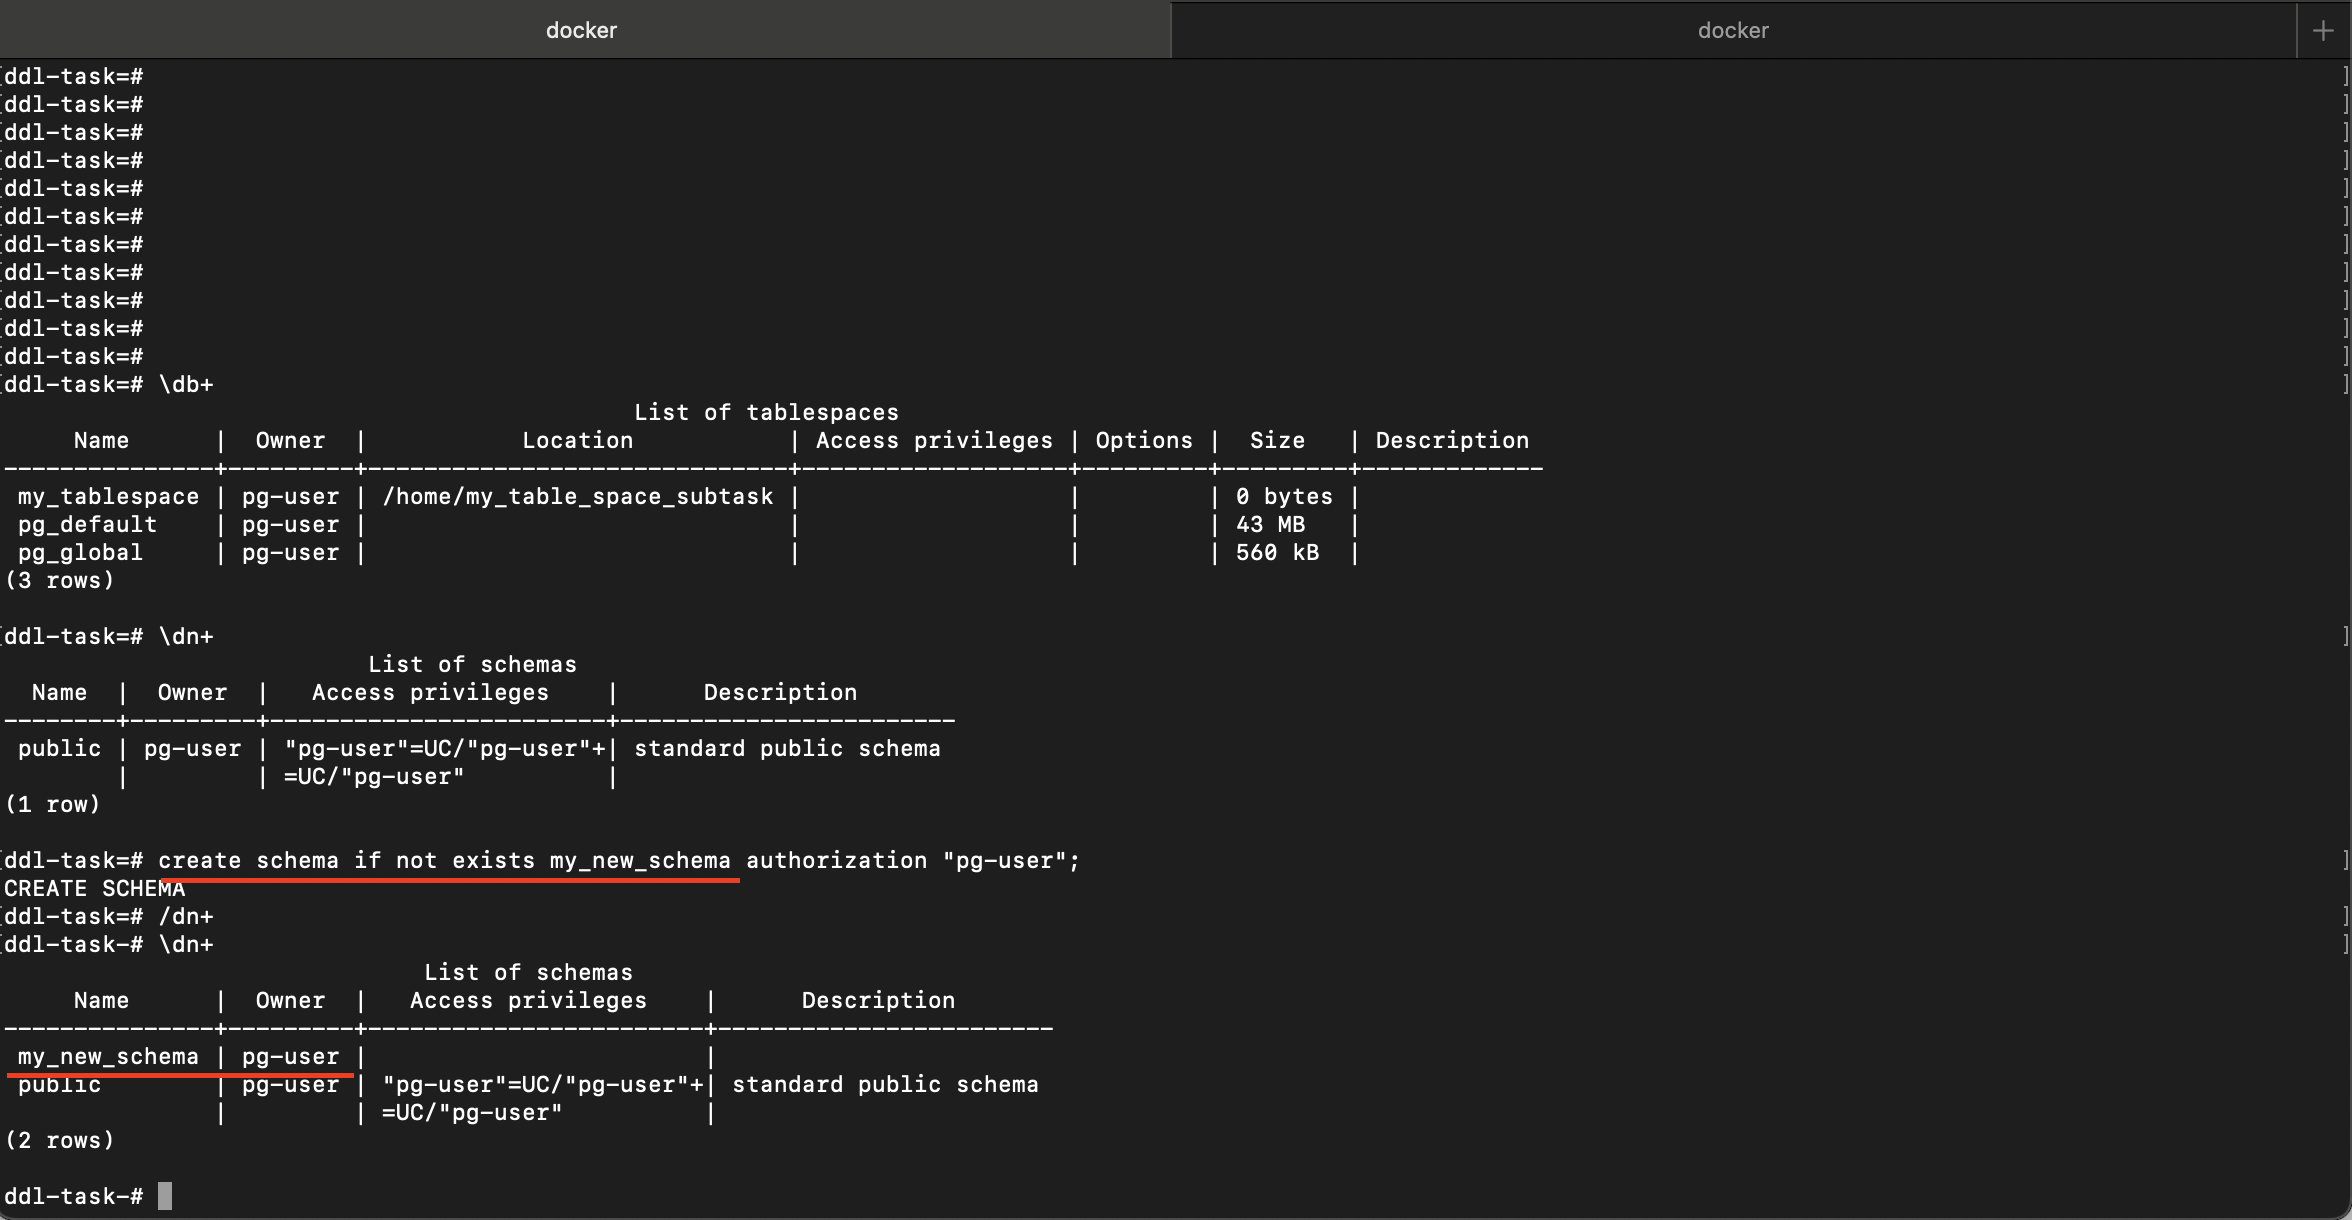 docker docker +
ddl-task=#
ddl-task=#
ddl-task=#
ddl-task=#
ddl-task=#
ddl-task=#
ddl-task=#
ddl-task=#
ddl-task=#
ddl-task=#
ddl-task=#
ddl-task=# \db+
                                             List of tablespaces
     Name      |  Owner  |           Location           | Access privileges | Options |  Size   | Description
---------------+---------+------------------------------+-------------------+---------+---------+-------------
 my_tablespace | pg-user | /home/my_table_space_subtask |                   |         | 0 bytes |
 pg_default    | pg-user |                              |                   |         | 43 MB   |
 pg_global     | pg-user |                              |                   |         | 560 kB  |
(3 rows)

ddl-task=# \dn+
                          List of schemas
  Name  |  Owner  |   Access privileges    |      Description
--------+---------+------------------------+------------------------
 public | pg-user | "pg-user"=UC/"pg-user"+| standard public schema
        |         | =UC/"pg-user"          |
(1 row)

ddl-task=# create schema if not exists my_new_schema authorization "pg-user";
CREATE SCHEMA
ddl-task=# /dn+
ddl-task-# \dn+
                              List of schemas
     Name      |  Owner  |   Access privileges    |      Description
---------------+---------+------------------------+------------------------
 my_new_schema | pg-user |                        |
 public        | pg-user | "pg-user"=UC/"pg-user"+| standard public schema
               |         | =UC/"pg-user"          |
(2 rows)

ddl-task-#